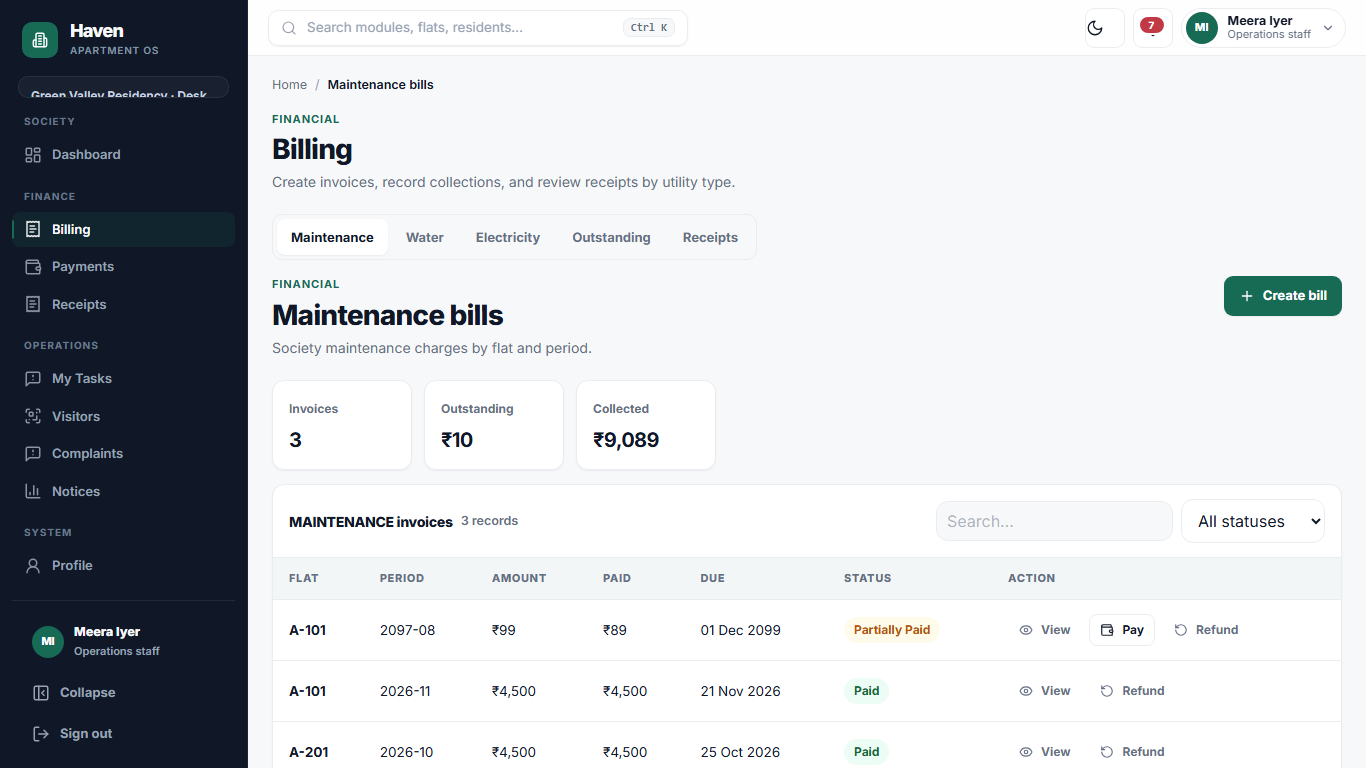 Haven
APARTMENT OS
Green Valley Residency · Desk
SOCIETY
Dashboard
FINANCE
Billing
Payments
Receipts
OPERATIONS
My Tasks
Visitors
Complaints
Notices
SYSTEM
Profile
MI
Meera Iyer
Operations staff
Collapse
Sign out
Search modules, flats, residents...
Ctrl K
7
MI
Meera Iyer
Operations staff
Home / Maintenance bills
FINANCIAL
Billing
Create invoices, record collections, and review receipts by utility type.
Maintenance Water Electricity Outstanding Receipts
FINANCIAL
Maintenance bills
Society maintenance charges by flat and period.
+ Create bill
Invoices
3
Outstanding
₹10
Collected
₹9,089
MAINTENANCE invoices 3 records
Search...
All statuses
FLAT PERIOD AMOUNT PAID DUE STATUS ACTION
A-101 2097-08 ₹99 ₹89 01 Dec 2099 Partially Paid View Pay Refund
A-101 2026-11 ₹4,500 ₹4,500 21 Nov 2026 Paid View Refund
A-201 2026-10 ₹4,500 ₹4,500 25 Oct 2026 Paid View Refund